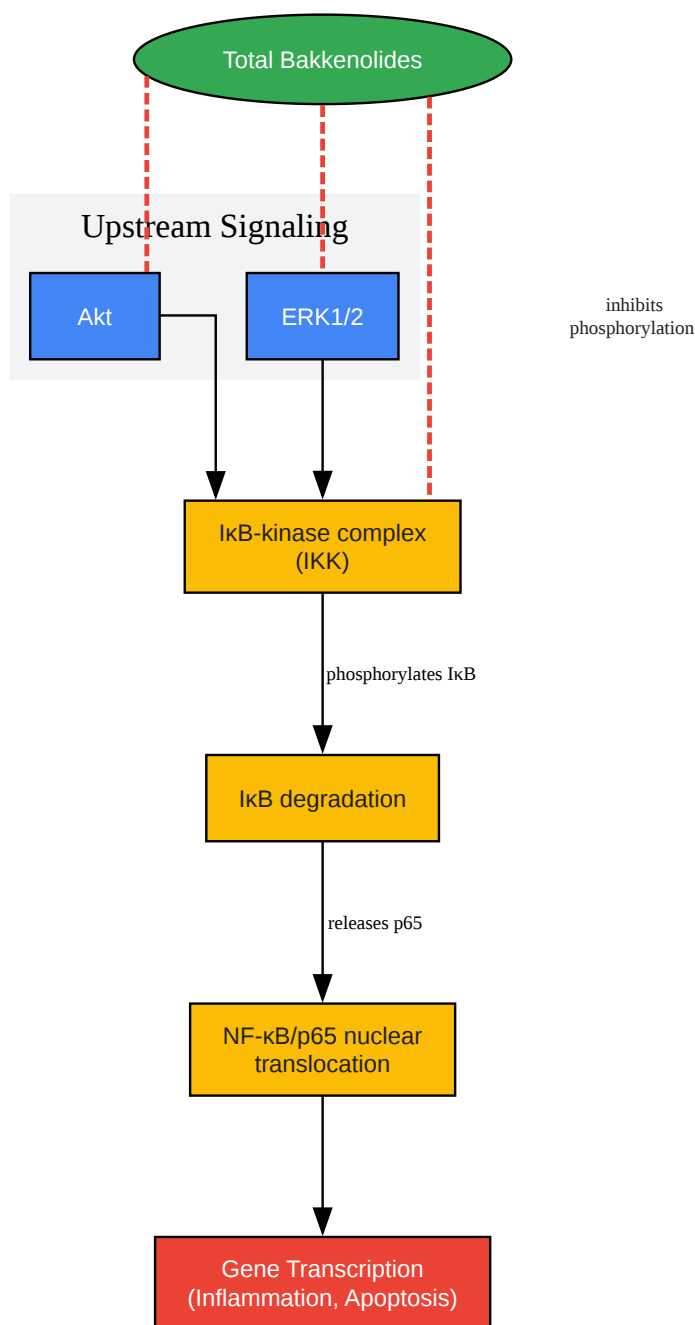 Total Bakkenolides
Upstream Signaling
Akt
ERK1/2
inhibits
phosphorylation
IκB-kinase complex
(IKK)
phosphorylates IκB
IκB degradation
releases p65
NF-κB/p65 nuclear
translocation
Gene Transcription
(Inflammation, Apoptosis)